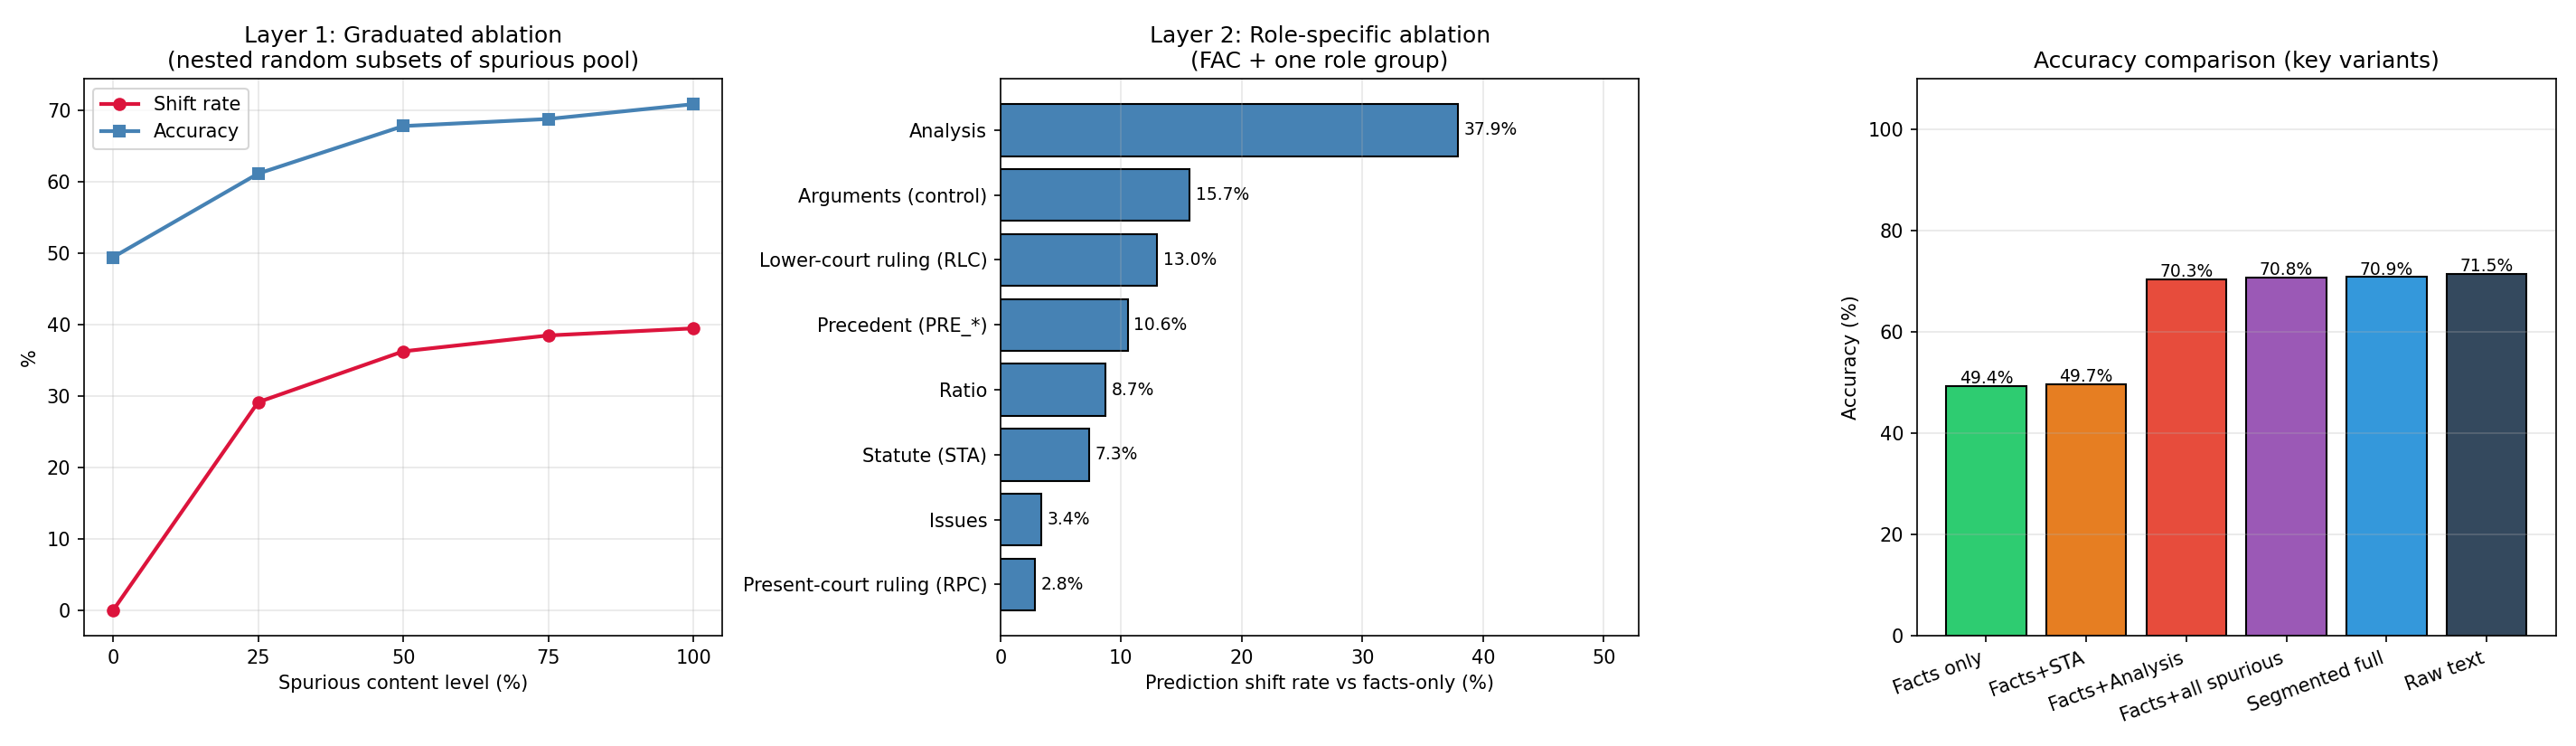 Layer 1: Graduated ablation
(nested random subsets of spurious pool)
Shift rate
Accuracy
70
60
50
40
30
20
10
0
%
0 25 50 75 100
Spurious content level (%)
Layer 2: Role-specific ablation
(FAC + one role group)
Analysis 37.9%
Arguments (control) 15.7%
Lower-court ruling (RLC) 13.0%
Precedent (PRE_*) 10.6%
Ratio 8.7%
Statute (STA) 7.3%
Issues 3.4%
Present-court ruling (RPC) 2.8%
0 10 20 30 40 50
Prediction shift rate vs facts-only (%)
Accuracy comparison (key variants)
100
80
60
40
20
0
Accuracy (%)
49.4% 49.7% 70.3% 70.8% 70.9% 71.5%
Facts only
Facts+STA
Facts+Analysis
Facts+all spurious
Segmented full
Raw text